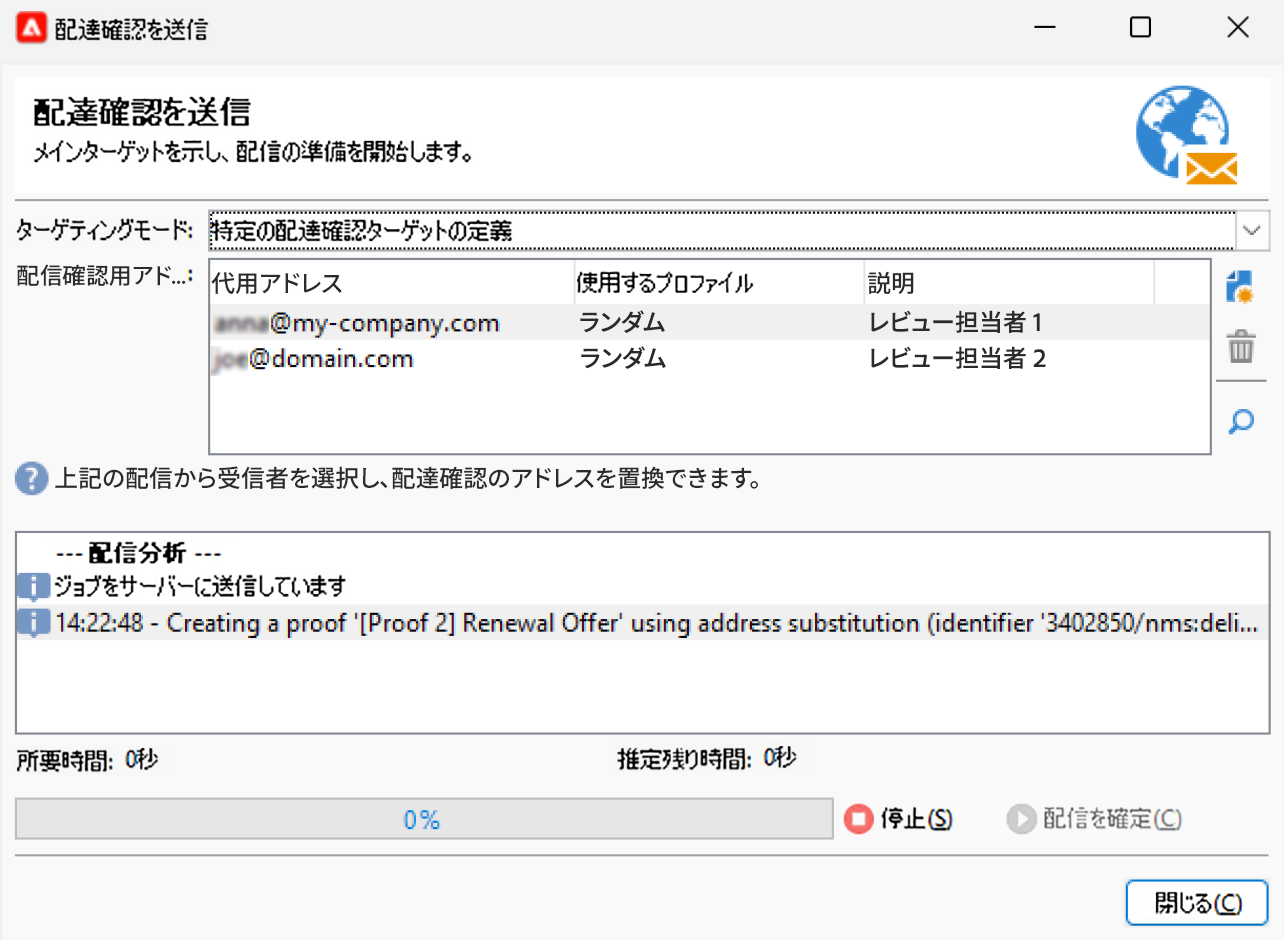 配達確認を送信
配達確認を送信
メインターゲットを示し、配信の準備を開始します。
ターゲティングモード: 特定の配達確認ターゲットの定義
配信確認用アド...: 代用アドレス 使用するプロファイル 説明
@my-company.com ランダム レビュー担当者 1
@domain.com ランダム レビュー担当者 2
? 上記の配信から受信者を選択し、配達確認のアドレスを置換できます。
--- 配信分析 ---
i ジョブをサーバーに送信しています
i 14:22:48 - Creating a proof '[Proof 2] Renewal Offer' using address substitution (identifier '3402850/nms:deli...
所要時間: 0秒 推定残り時間: 0秒
0% 停止(S) 配信を確定(C)
閉じる(C)